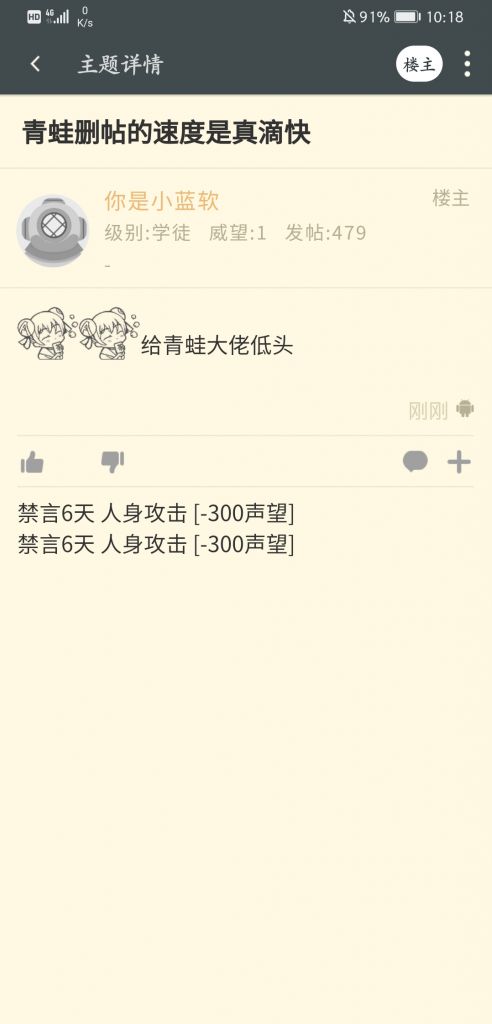 HD 4G 0 K/s 91% 10:18
主题详情 楼主
青蛙删帖的速度是真滴快
你是小蓝软 楼主
级别:学徒 威望:1 发帖:479
-
给青蛙大佬低头
刚刚
禁言6天 人身攻击 [-300声望]
禁言6天 人身攻击 [-300声望]